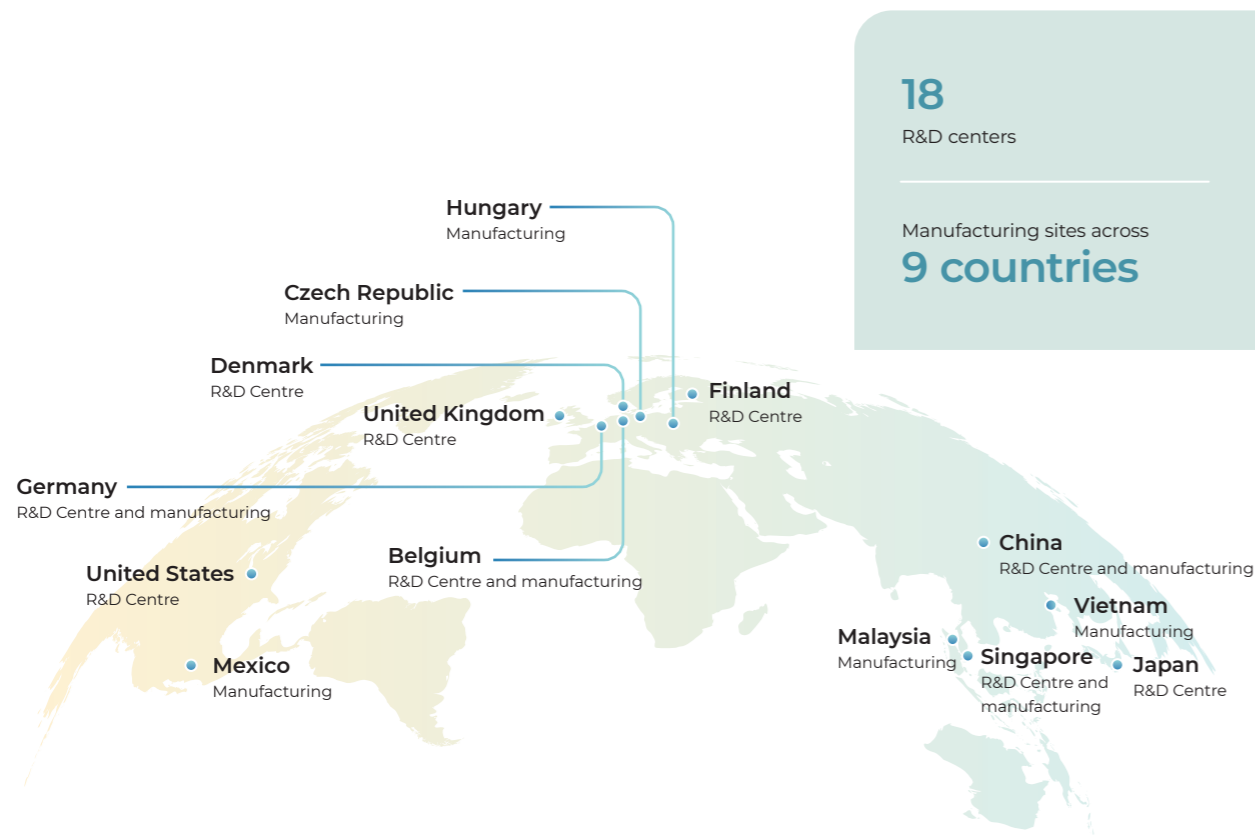 18
R&D centers
Manufacturing sites across
9 countries
Hungary
Manufacturing
Czech Republic
Manufacturing
Denmark
R&D Centre
United Kingdom
R&D Centre
Finland
R&D Centre
Germany
R&D Centre and manufacturing
Belgium
R&D Centre and manufacturing
United States
R&D Centre
Mexico
Manufacturing
China
R&D Centre and manufacturing
Vietnam
Manufacturing
Malaysia
Manufacturing
Singapore
R&D Centre and
manufacturing
Japan
R&D Centre